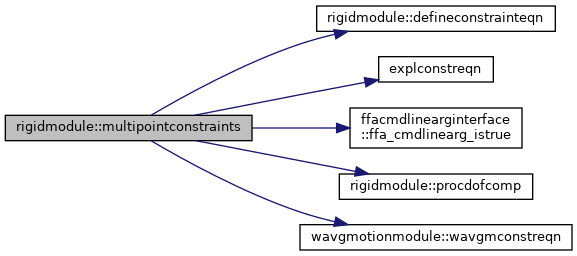 rigidmodule::defineconstrainteqn
explconstreqn
rigidmodule::multipointconstraints
ffacmdlinearginterface
::ffa_cmdlinearg_istrue
rigidmodule::procdofcomp
wavgmotionmodule::wavgmconstreqn